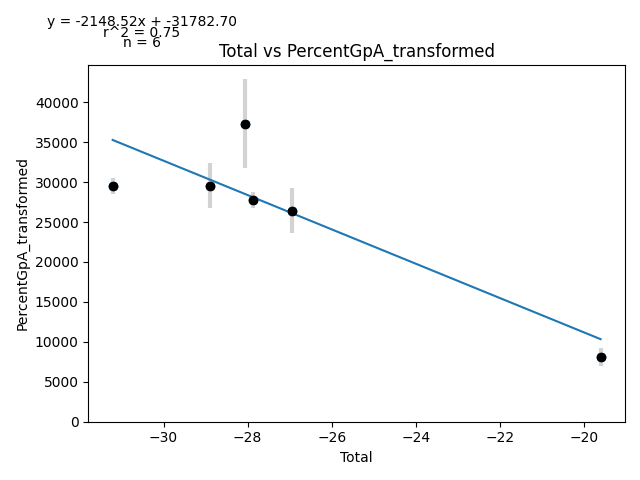 y = -2148.52x + -31782.70
r^2 = 0.75
n = 6
Total vs PercentGpA_transformed
PercentGpA_transformed
40000
35000
30000
25000
20000
15000
10000
5000
0
−30
−28
−26
−24
−22
−20
Total